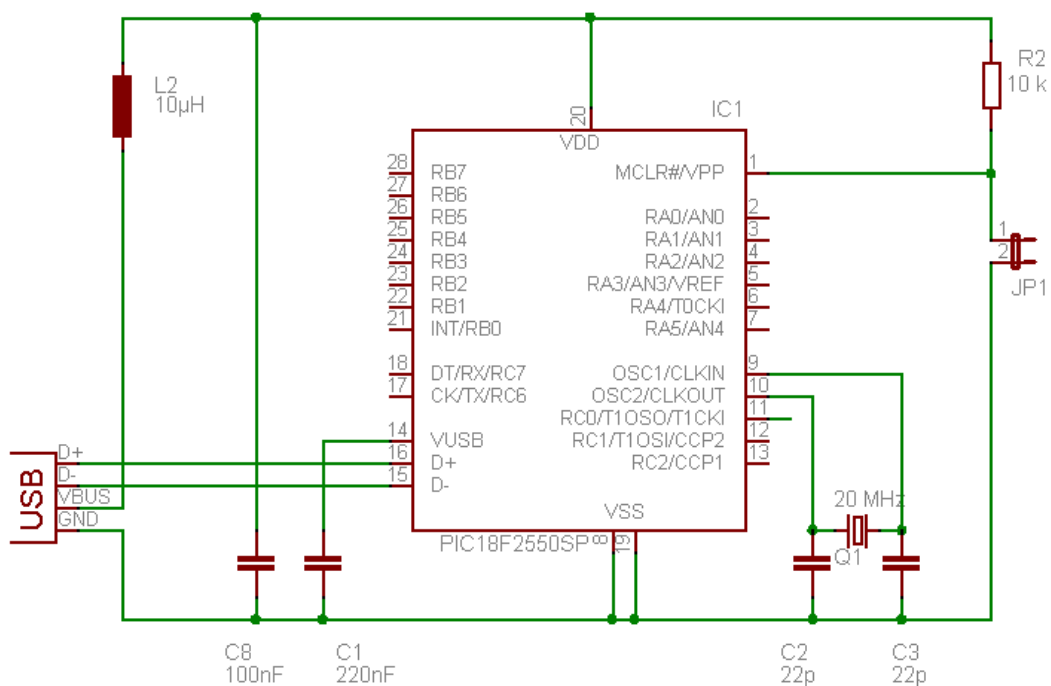 L2
10µH
R2
10 k
IC1
20
VDD
28 RB7
27 RB6
26 RB5
25 RB4
24 RB3
23 RB2
22 RB1
21 INT/RB0
18 DT/RX/RC7
17 CK/TX/RC6
14 VUSB
16 D+
15 D-
MCLR#/VPP 1
RA0/AN0 2
RA1/AN1 3
RA2/AN2 4
RA3/AN3/VREF 5
RA4/T0CKI 6
RA5/AN4 7
OSC1/CLKIN 9
OSC2/CLKOUT 10
RC0/T1OSO/T1CKI 11
RC1/T1OSI/CCP2 12
RC2/CCP1 13
VSS
PIC18F2550SP
8
19
1
2
JP1
USB
D+
D-
VBUS
GND
20 MHz
Q1
C8
100nF
C1
220nF
C2
22p
C3
22p